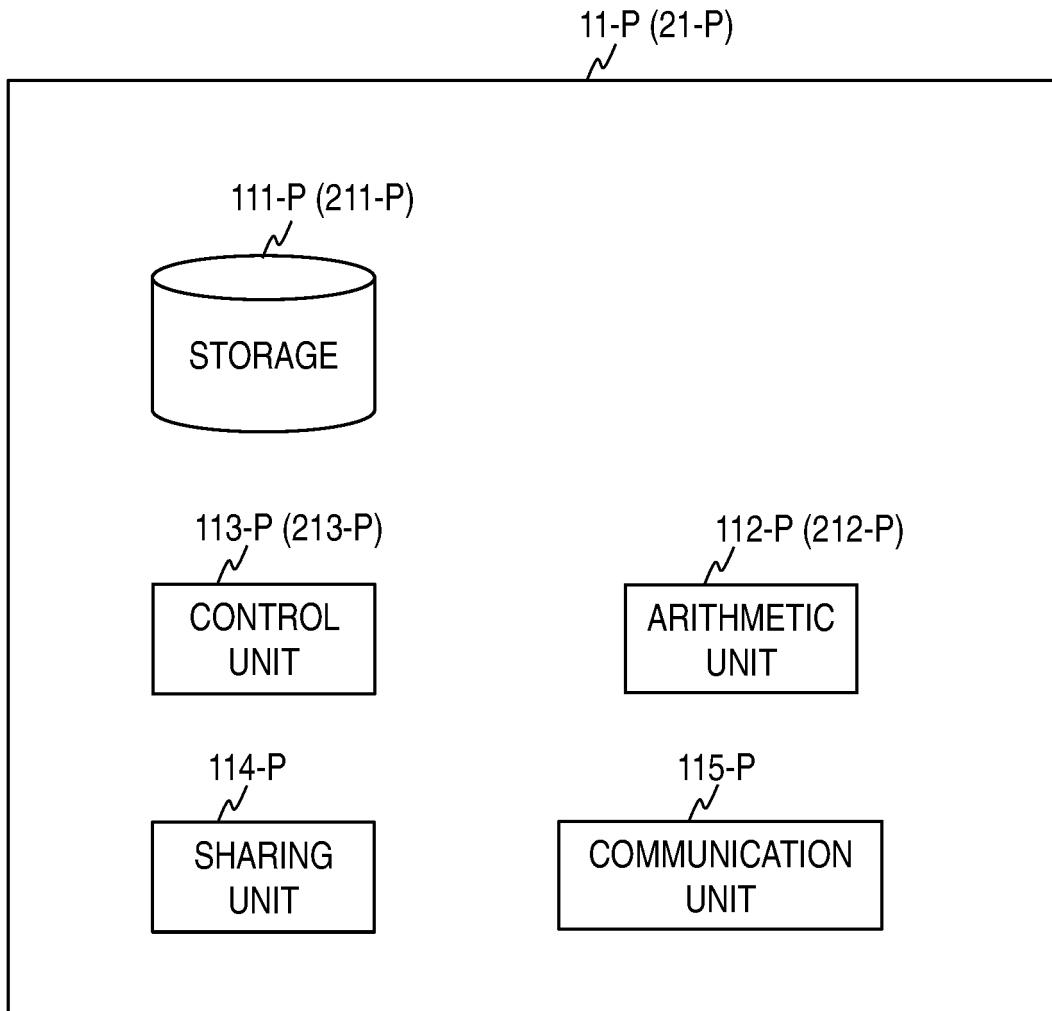 11-P (21-P)
111-P (211-P)
STORAGE
113-P (213-P)
112-P (212-P)
CONTROL
UNIT
ARITHMETIC
UNIT
114-P
115-P
SHARING
UNIT
COMMUNICATION
UNIT